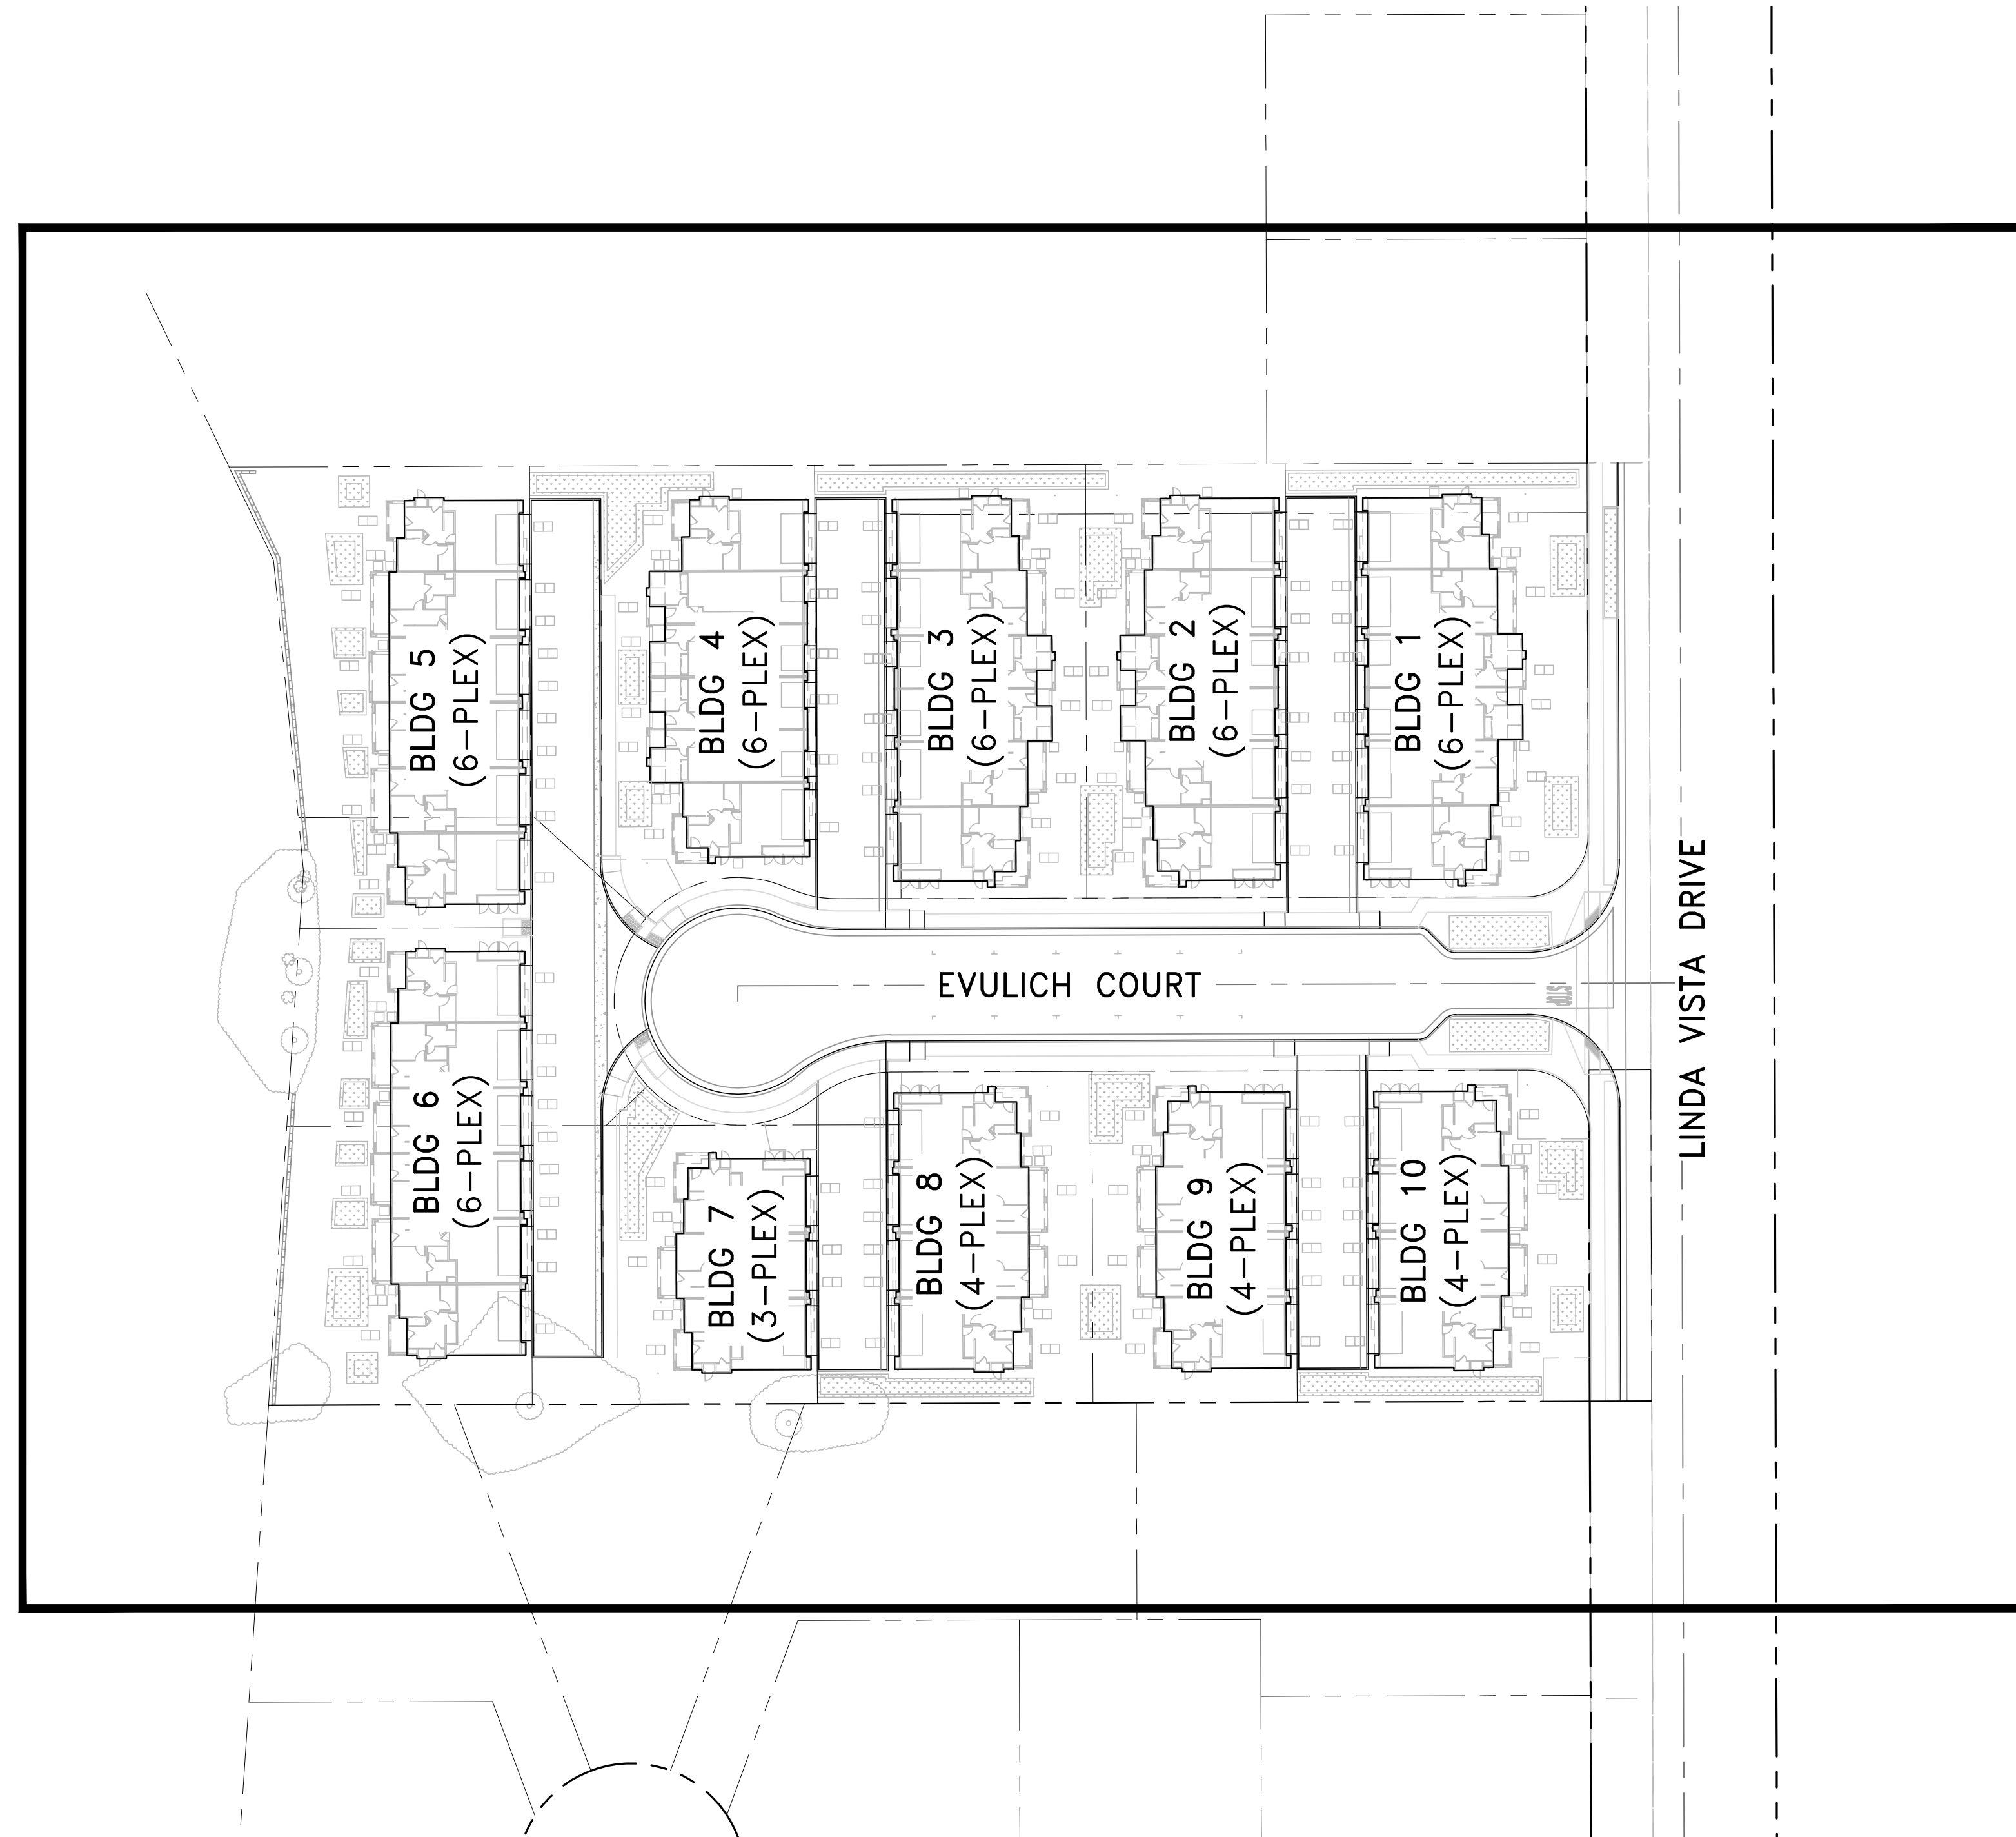 BLDG 5
(6-PLEX)
BLDG 4
(6-PLEX)
BLDG 3
(6-PLEX)
BLDG 2
(6-PLEX)
BLDG 1
(6-PLEX)
EVULICH COURT
STOP
LINDA VISTA DRIVE
BLDG 6
(6-PLEX)
BLDG 7
(3-PLEX)
BLDG 8
(4-PLEX)
BLDG 9
(4-PLEX)
BLDG 10
(4-PLEX)